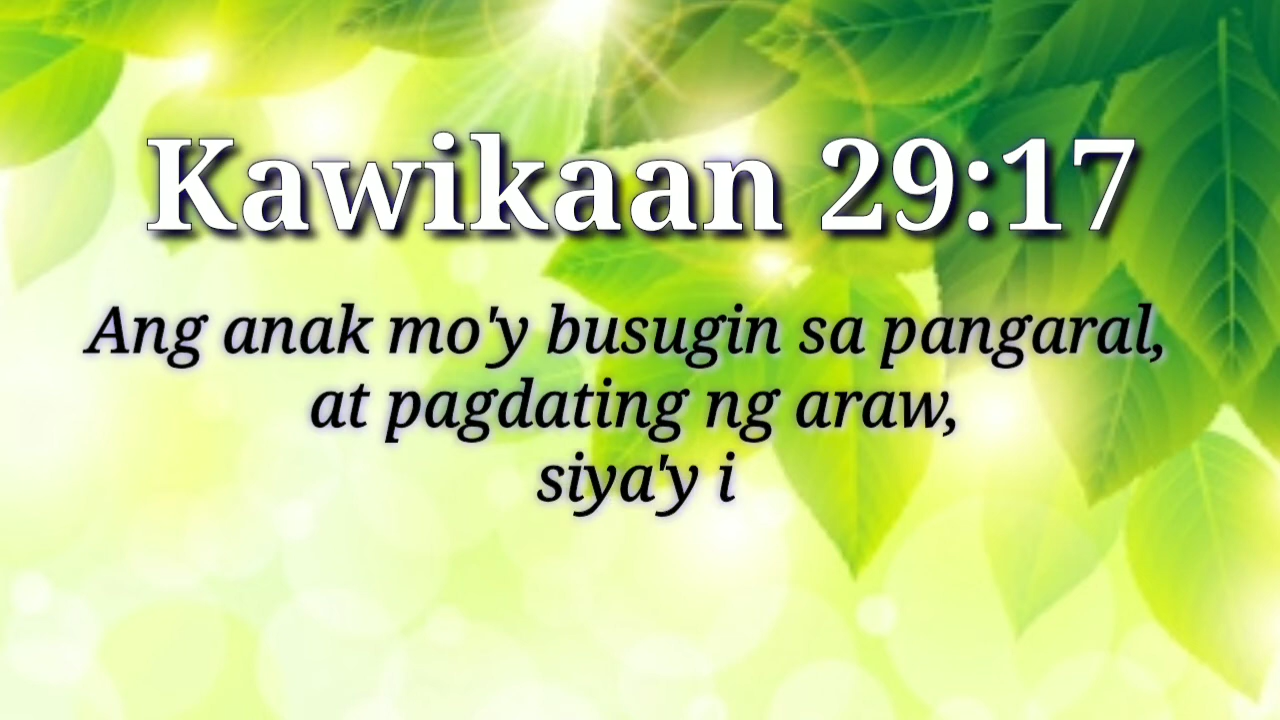 Kawikaan 29:17
Ang anak mo'y busugin sa pangaral,
at pagdating ng araw,
siya'y i